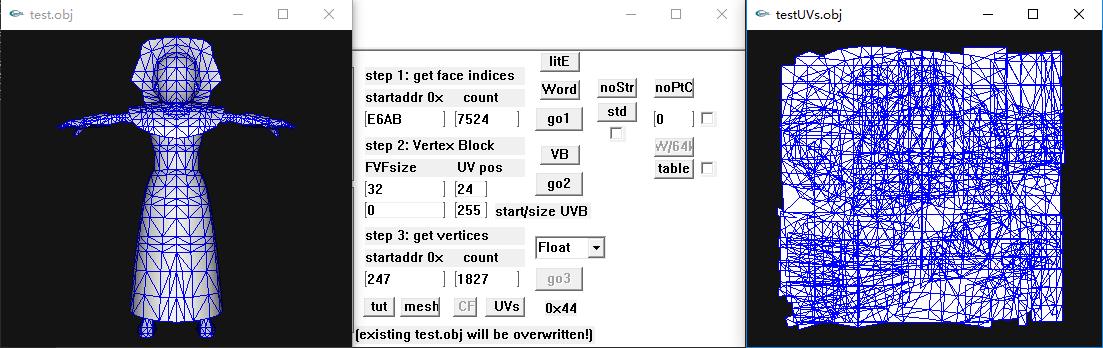 test.obj
testUVs.obj
litE
step 1: get face indices
startaddr 0x count
Word
noStr
noPtC
E6AB 7524
go1
std
0
step 2: Vertex Block
VB
FVFsize UV pos
table
32 24
go2
0 255 start/size UVB
step 3: get vertices
Float
startaddr 0x count
247 1827
go3
tut mesh CF UVs 0x44
(existing test.obj will be overwritten!)